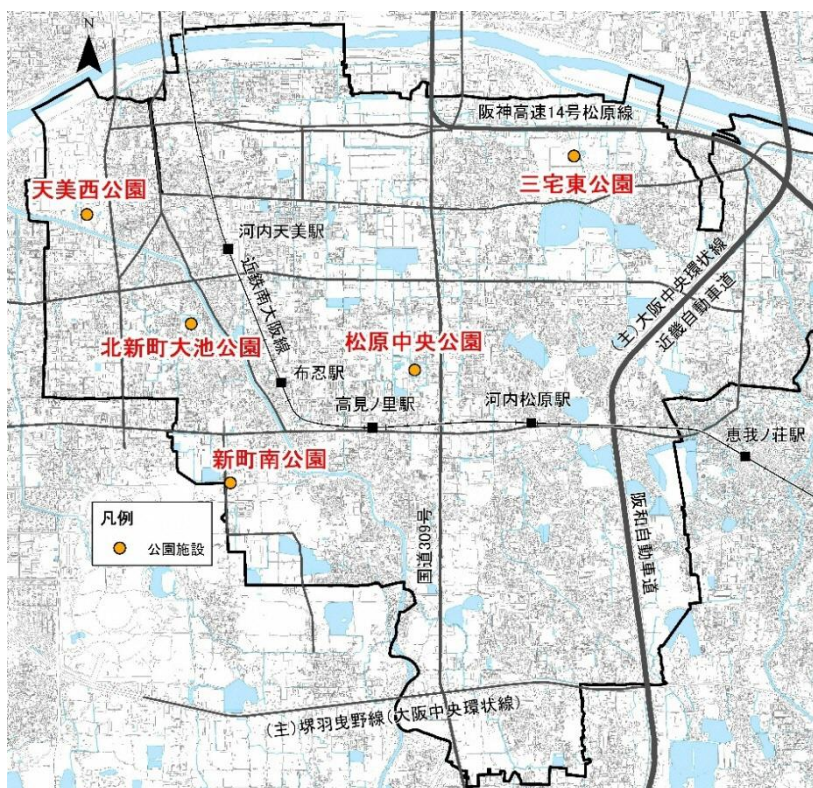 N
阪神高速14号松原線
三宅東公園
天美西公園
河内天美駅
近鉄南大阪線
(主)大阪中央環状線
近畿自動車道
北新町大池公園
松原中央公園
布忍駅
高見ノ里駅
河内松原駅
恵我ノ荘駅
新町南公園
凡例
公園施設
国道309号
阪和自動車道
(主)堺羽曳野線(大阪中央環状線)